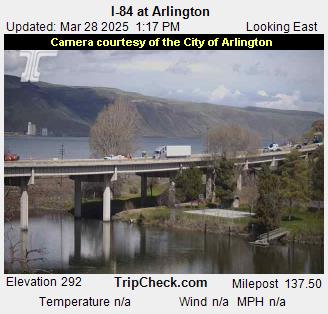 I-84 at Arlington
Updated: Mar 28 2025 1:17 PM Looking East
Camera courtesy of the City of Arlington
Elevation 292 TripCheck.com Milepost 137.50
Temperature n/a Wind n/a MPH n/a